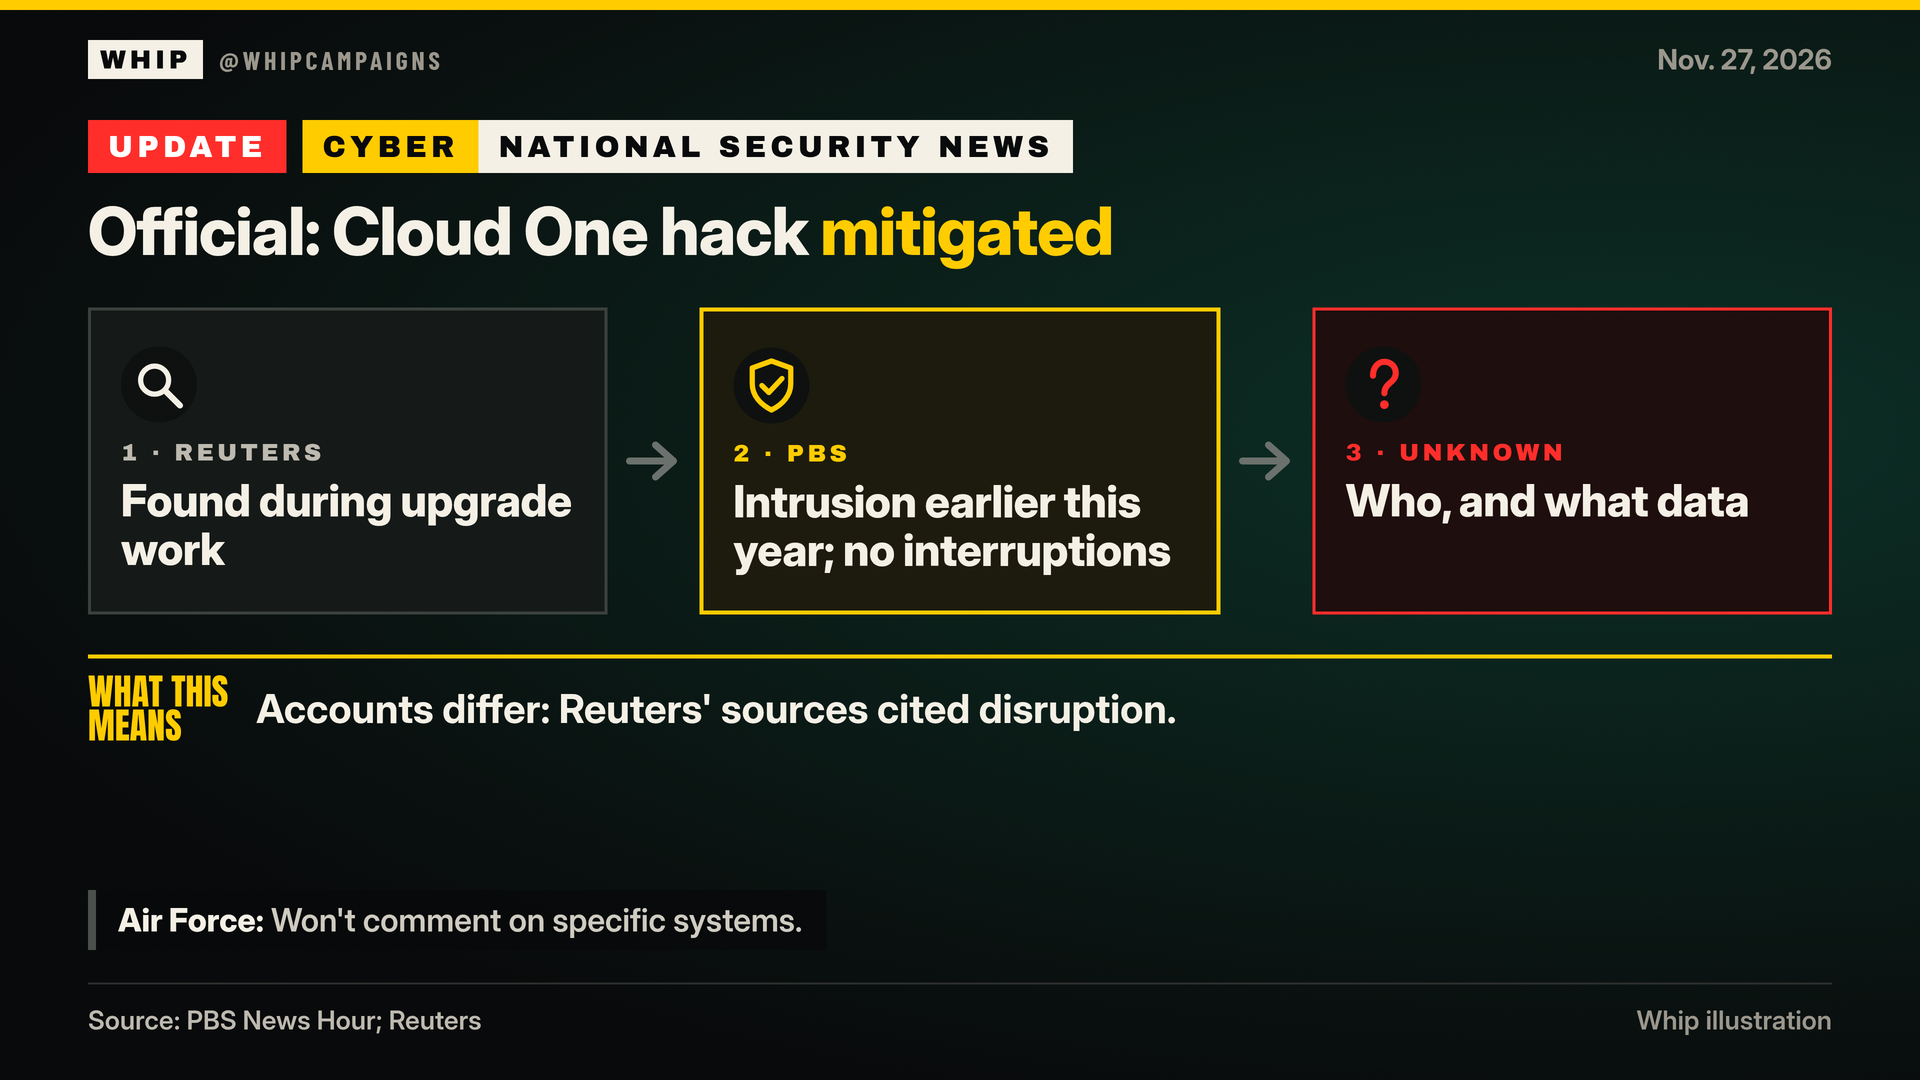 WHIP @WHIPCAMPAIGNS
Nov. 27, 2026
UPDATE CYBER NATIONAL SECURITY NEWS
Official: Cloud One hack mitigated
1 · REUTERS
Found during upgrade
work
2 · PBS
Intrusion earlier this
year; no interruptions
3 · UNKNOWN
Who, and what data
WHAT THIS
MEANS
Accounts differ: Reuters' sources cited disruption.
Air Force: Won't comment on specific systems.
Source: PBS News Hour; Reuters
Whip illustration